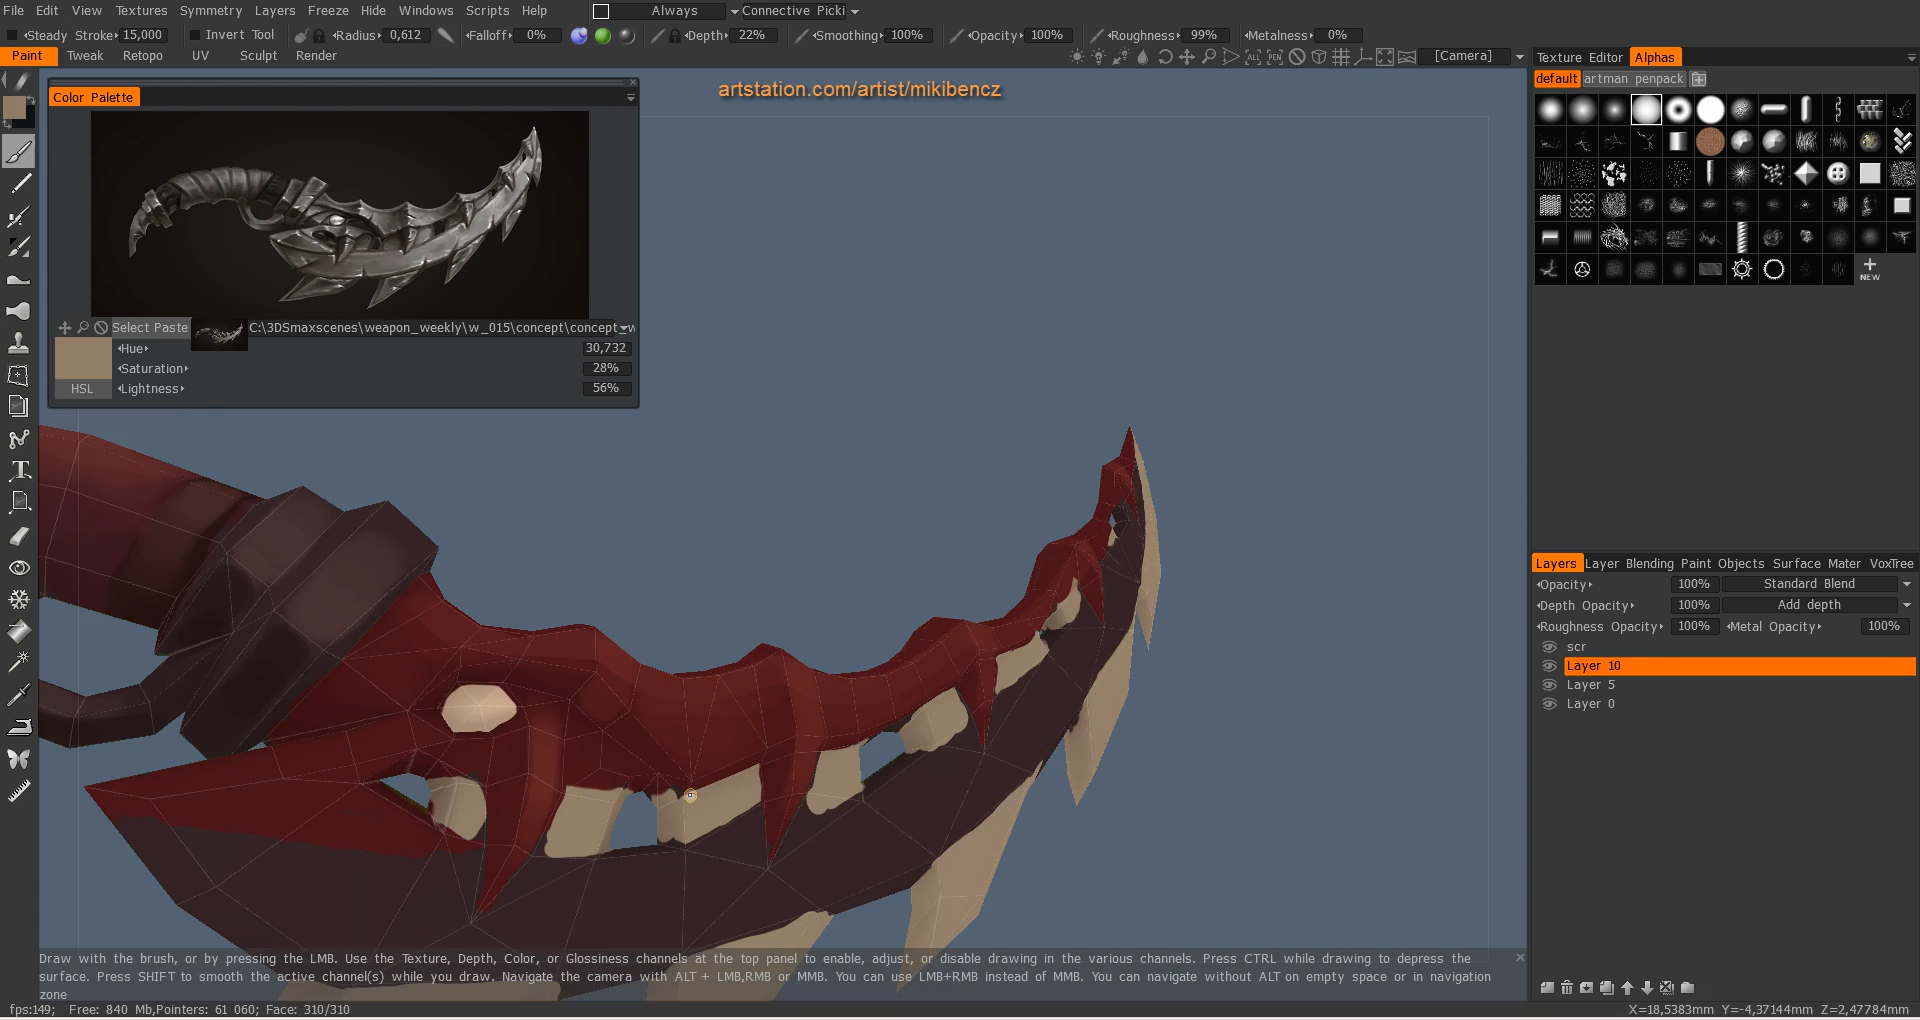 File Edit View Textures Symmetry Layers Freeze Hide Windows Scripts Help Always Connective Picki
Steady Stroke 15,000 Invert Tool Radius 0,612 Falloff 0% Depth 22% Smoothing 100% Opacity 100% Roughness 99% Metalness 0%
Paint Tweak Retopo UV Sculpt Render [Camera]
Texture Editor Alphas
default artman penpack
NEW
Color Palette
artstation.com/artist/mikibencz
Select Paste C:\3DSmaxscenes\weapon_weekly\w_015\concept\concept_w
Hue 30,732
Saturation 28%
HSL Lightness 56%
Layers Layer Blending Paint Objects Surface Mater VoxTree
Opacity 100% Standard Blend
Depth Opacity 100% Add depth
Roughness Opacity 100% Metal Opacity 100%
scr
Layer 10
Layer 5
Layer 0
Draw with the brush, or by pressing the LMB. Use the Texture, Depth, Color, or Glossiness channels at the top panel to enable, adjust, or disable drawing in the various channels. Press CTRL while drawing to depress the
surface. Press SHIFT to smooth the active channel(s) while you draw. Navigate the camera with ALT + LMB,RMB or MMB. You can use LMB+RMB instead of MMB. You can navigate without ALT on empty space or in navigation
zone
fps:149; Free: 840 Mb,Pointers: 61 060; Face: 310/310 X=18,5383mm Y=-4,37144mm Z=2,47784mm